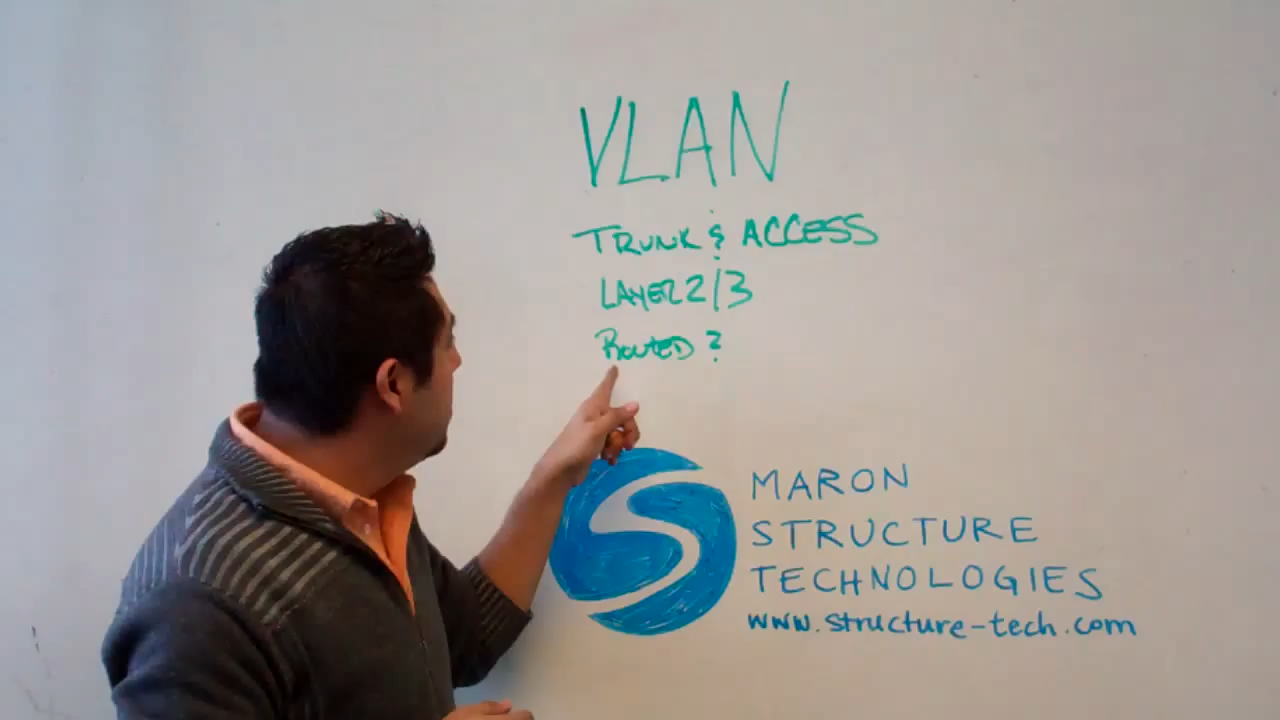 VLAN
TRUNK & ACCESS
LAYER 2/3
ROUTED ?
MARON
STRUCTURE
TECHNOLOGIES
www.structure-tech.com